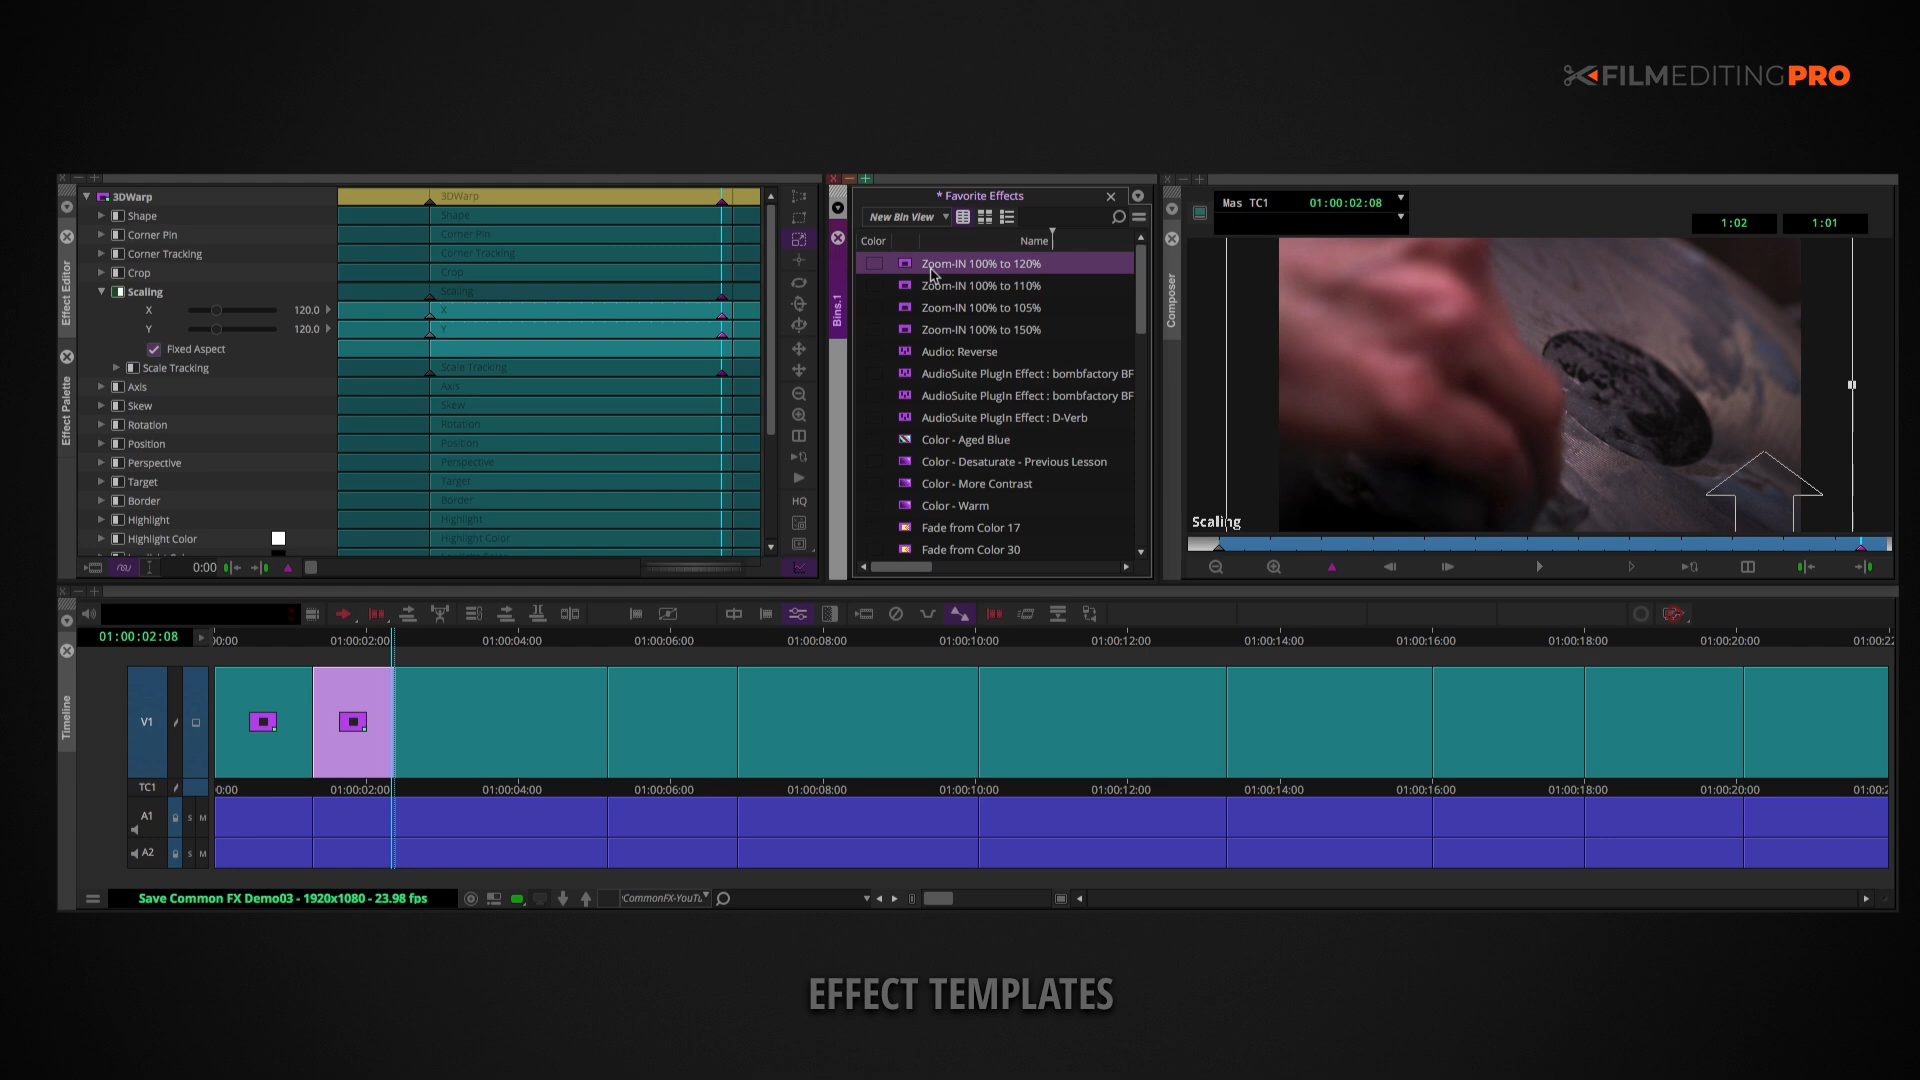 FILMEDITINGPRO
3DWarp
Shape
Corner Pin
Corner Tracking
Crop
Scaling
X 120.0
Y 120.0
Fixed Aspect
Scale Tracking
Axis
Skew
Rotation
Position
Perspective
Target
Border
Highlight
Highlight Color
3DWarp
Shape
Corner Pin
Corner Tracking
Crop
Scaling
X
Y
Scale Tracking
Axis
Skew
Rotation
Position
Perspective
Target
Border
Highlight
Highlight Color
Effect Editor
Effect Palette
0:00
HQ
Bins.1
* Favorite Effects
New Bin View
Color Name
Zoom-IN 100% to 120%
Zoom-IN 100% to 110%
Zoom-IN 100% to 105%
Zoom-IN 100% to 150%
Audio: Reverse
AudioSuite PlugIn Effect : bombfactory BF
AudioSuite PlugIn Effect : bombfactory BF
AudioSuite PlugIn Effect : D-Verb
Color - Aged Blue
Color - Desaturate - Previous Lesson
Color - More Contrast
Color - Warm
Fade from Color 17
Fade from Color 30
Composer
Mas TC1 01:00:02:08
1:02 1:01
Scaling
Timeline
01:00:02:08
00:00 01:00:02:00 01:00:04:00 01:00:06:00 01:00:08:00 01:00:10:00 01:00:12:00 01:00:14:00 01:00:16:00 01:00:18:00 01:00:20:00 01:00:22
V1
TC1
0:00 01:00:02:00 01:00:04:00 01:00:06:00 01:00:08:00 01:00:10:00 01:00:12:00 01:00:14:00 01:00:16:00 01:00:18:00 01:00:20:00 01:00:2
A1 S M
A2 S M
Save Common FX Demo03 - 1920x1080 - 23.98 fps
CommonFX-YouTu
EFFECT TEMPLATES